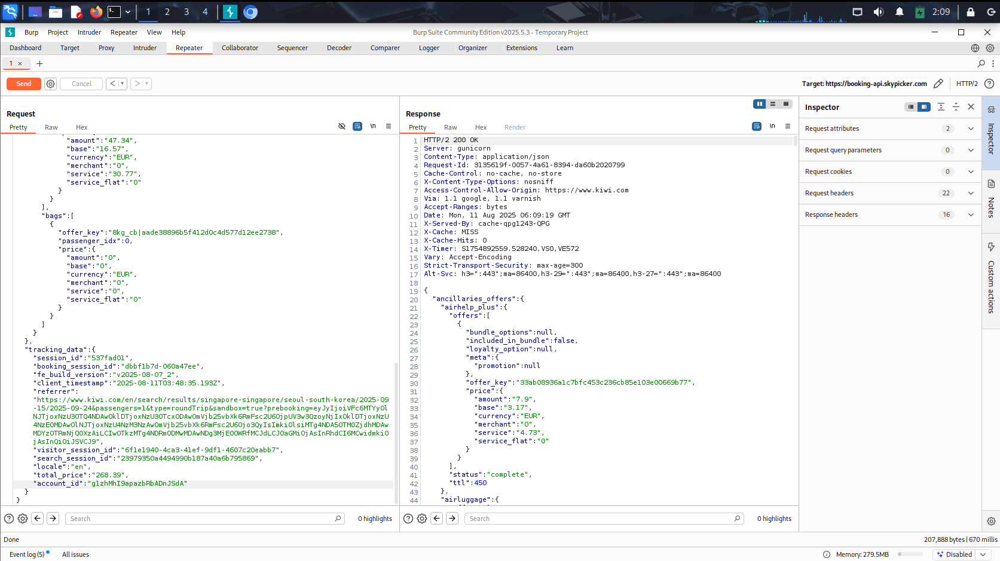 1 2 3 4 2:09
Burp Project Intruder Repeater View Help Burp Suite Community Edition v2025.5.3 - Temporary Project
Dashboard Target Proxy Intruder Repeater Collaborator Sequencer Decoder Comparer Logger Organizer Extensions Learn
1 × +
Send Cancel < > Target: https://booking-api.skypicker.com HTTP/2
Request
Pretty Raw Hex \n
"amount":"47.34",
"base":"16.57",
"currency":"EUR",
"merchant":"0",
"service":"30.77",
"service_flat":"0"
}
}
],
"bags":[
{
"offer_key":"8kg_cb|aade38896b5f412d0c4d577d12ee2738",
"passenger_idx":0,
"price":{
"amount":"0",
"base":"0",
"currency":"EUR",
"merchant":"0",
"service":"0",
"service_flat":"0"
}
}
]
}
},
"tracking_data":{
"session_id":"537fad01",
"booking_session_id":"dbbf1b7d-060a47ee",
"fe_build_version":"v2025-08-07_2",
"client_timestamp":"2025-08-11T03:48:35.193Z",
"referrer":
"https://www.kiwi.com/en/search/results/singapore-singapore/seoul-south-korea/2025-09
-15/2025-09-24&passengers=1&type=roundTrip&sandbox=true?prebooking=eyJyIjoiVFc6MTYyOl
"visitor_session_id":"6f1e1940-4ca3-41ef-9df1-4607c20eabb7",
"search_session_id":"23979350a4494990b187a40a6b795869",
"locale":"en",
"total_price":"268.39",
"account_id":"g1zhMhI9apazbRbADnJSdA"
}
}
Search 0 highlights
Response
Pretty Raw Hex Render \n
1 HTTP/2 200 OK
2 Server: gunicorn
3 Content-Type: application/json
4 Request-Id: 3135619f-0057-4a61-8394-da60b2020799
5 Cache-Control: no-cache, no-store
6 X-Content-Type-Options: nosniff
7 Access-Control-Allow-Origin: https://www.kiwi.com
8 Via: 1.1 google, 1.1 varnish
9 Accept-Ranges: bytes
10 Date: Mon, 11 Aug 2025 06:09:19 GMT
11 X-Served-By: cache-qpg1243-QPG
12 X-Cache: MISS
13 X-Cache-Hits: 0
14 X-Timer: S1754892559.528240,VS0,VE572
15 Vary: Accept-Encoding
16 Strict-Transport-Security: max-age=300
17 Alt-Svc: h3=":443";ma=86400,h3-29=":443";ma=86400,h3-27=":443";ma=86400
18
19 {
20 "ancillaries_offers":{
21 "airhelp_plus":{
22 "offers":[
23 {
24 "bundle_options":null,
25 "included_in_bundle":false,
26 "loyalty_option":null,
27 "meta":{
28 "promotion":null
29 },
30 "offer_key":"33ab08936a1c7bfc453c236cb85e103e00669b77",
31 "price":{
32 "amount":"7.9",
33 "base":"3.17",
34 "currency":"EUR",
35 "merchant":"0",
36 "service":"4.73",
37 "service_flat":"0"
38 }
39 }
40 ],
41 "status":"complete",
42 "ttl":450
43 },
44 "airluggage":{
Search 0 highlights
Inspector
Request attributes 2
Request query parameters 0
Request cookies 0
Request headers 22
Response headers 16
Inspector
Notes
Custom actions
Done 207,888 bytes | 670 millis
Event log (5) All issues Memory: 279.5MB Disabled